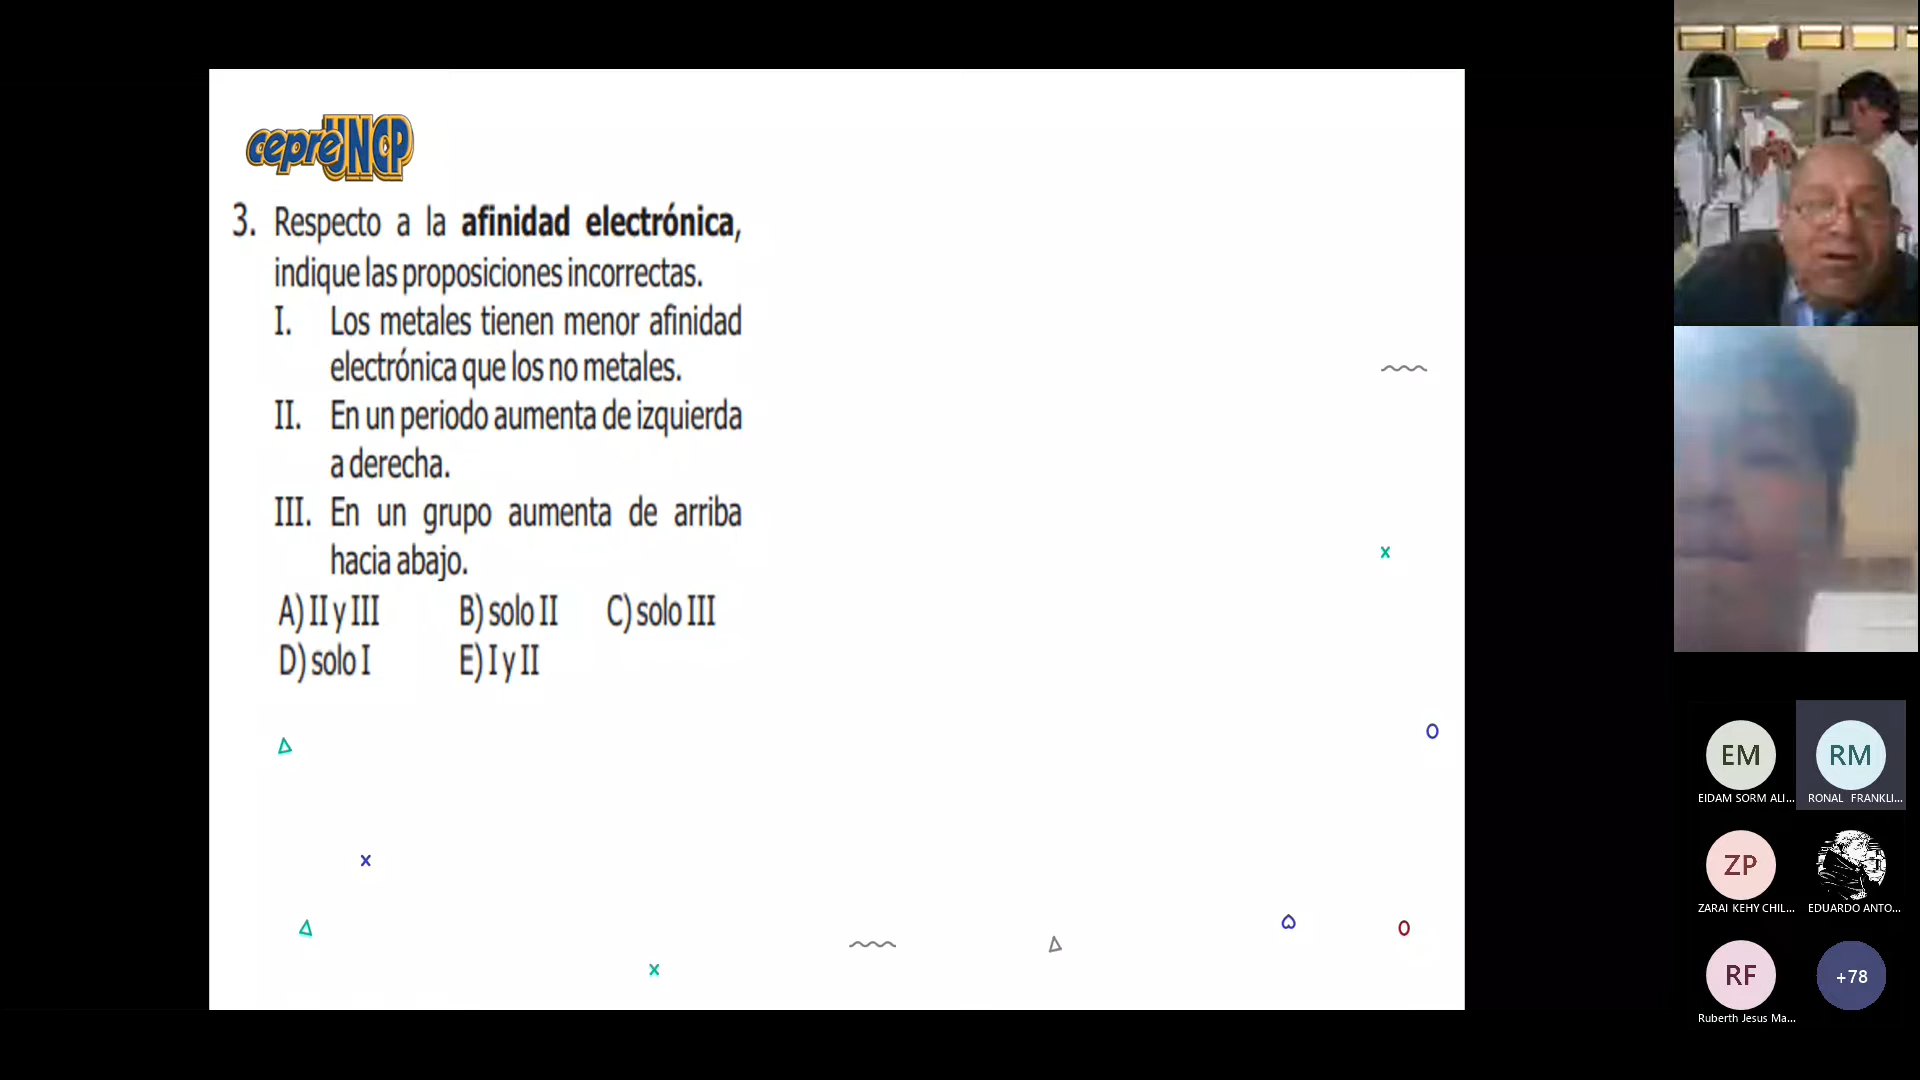 cepreUNCP
3. Respecto a la afinidad electrónica,
indique las proposiciones incorrectas.
I. Los metales tienen menor afinidad
electrónica que los no metales.
II. En un periodo aumenta de izquierda
a derecha.
III. En un grupo aumenta de arriba
hacia abajo.
A) II y III B) solo II C) solo III
D) solo I E) I y II
EM RM
EIDAM SORM ALI... RONAL FRANKLI...
ZP
ZARAI KEHY CHIL... EDUARDO ANTO...
RF +78
Ruberth Jesus Ma...